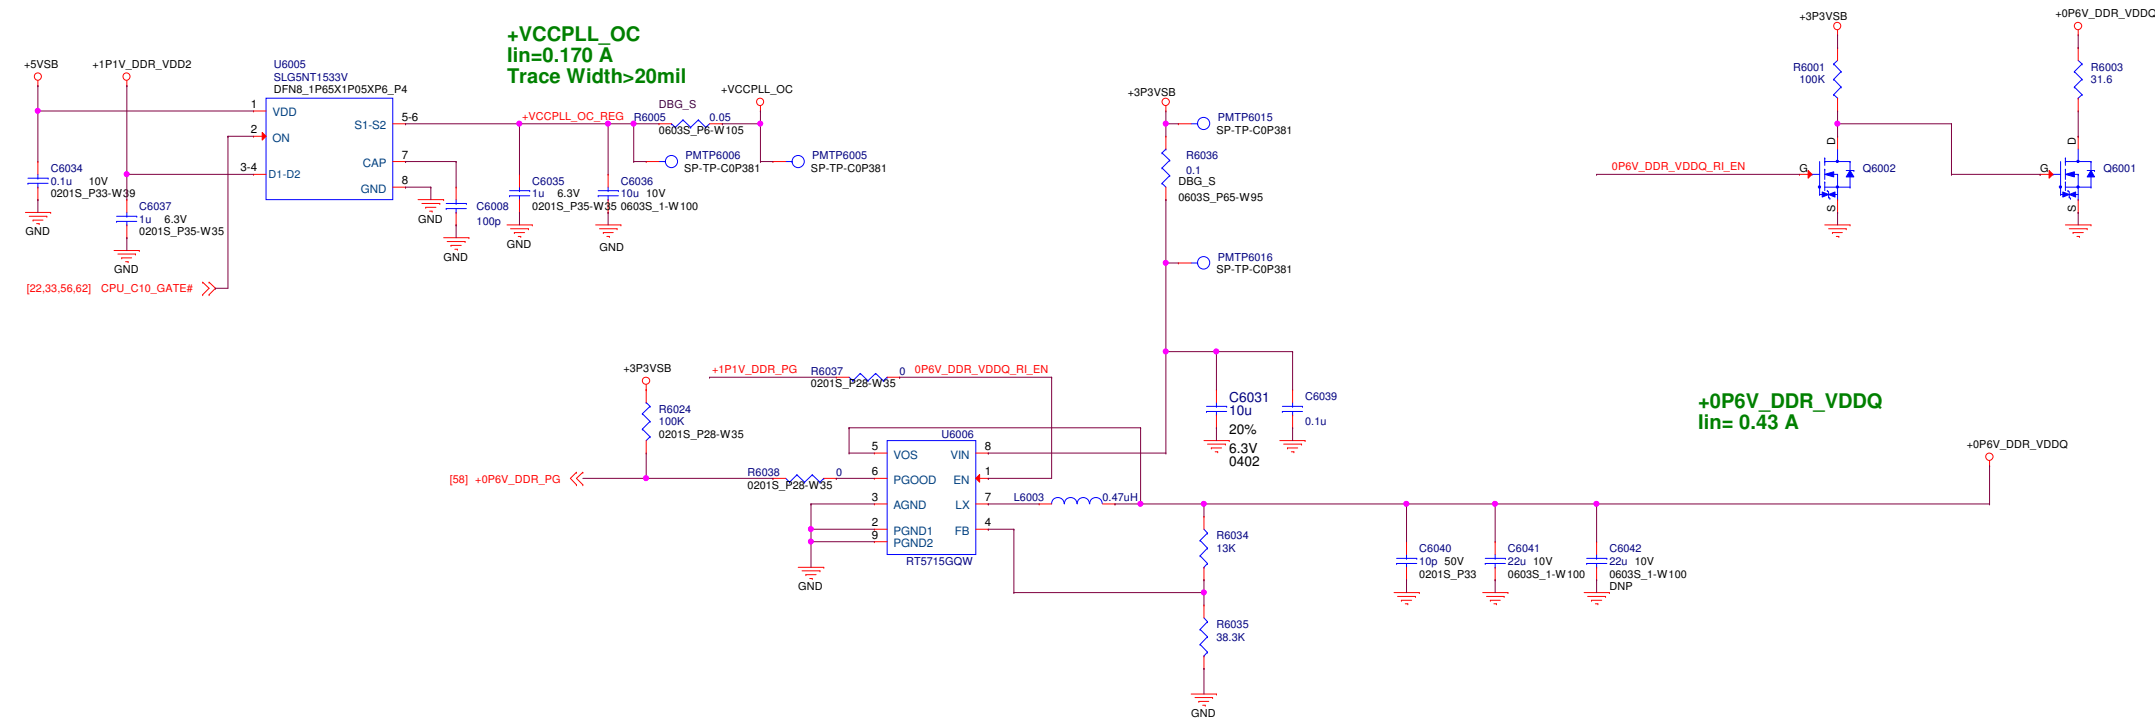 +VCCPLL_OC
Iin=0.170 A
Trace Width>20mil
+5VSB
+1P1V_DDR_VDD2
U6005
SLG5NT1533V
DFN8_1P65X1P05XP6_P4
1
VDD
2
ON
3-4
D1-D2
S1-S2
5-6
CAP
7
GND
8
C6034
0.1u 10V
0201S_P33-W39
GND
C6037
1u 6.3V
0201S_P35-W35
GND
[22,33,56,62] CPU_C10_GATE#
GND
C6008
100p
GND
+VCCPLL_OC_REG
C6035
1u 6.3V
0201S_P35-W35
GND
C6036
10u 10V
0603S_1-W100
GND
DBG_S
R6005 0.05
0603S_P6-W105
+VCCPLL_OC
PMTP6006
SP-TP-C0P381
PMTP6005
SP-TP-C0P381
+3P3VSB
PMTP6015
SP-TP-C0P381
R6036
0.1
DBG_S
0603S_P65-W95
PMTP6016
SP-TP-C0P381
+3P3VSB
R6001
100K
0P6V_DDR_VDDQ_RI_EN
G
D
S
Q6002
+0P6V_DDR_VDDQ
R6003
31.6
G
D
S
Q6001
+3P3VSB
R6024
100K
0201S_P28-W35
+1P1V_DDR_PG
R6037 0
0201S_P28-W35
0P6V_DDR_VDDQ_RI_EN
[58] +0P6V_DDR_PG
R6038 0
0201S_P28-W35
U6006
5 VOS
6 PGOOD
3 AGND
2 PGND1
9 PGND2
VIN 8
EN 1
LX 7
FB 4
RT5715GQW
GND
L6003 0.47uH
C6031
10u
20%
6.3V
0402
C6039
0.1u
R6034
13K
R6035
38.3K
GND
+0P6V_DDR_VDDQ
Iin= 0.43 A
+0P6V_DDR_VDDQ
C6040
10p 50V
0201S_P33
C6041
22u 10V
0603S_1-W100
C6042
22u 10V
0603S_1-W100
DNP